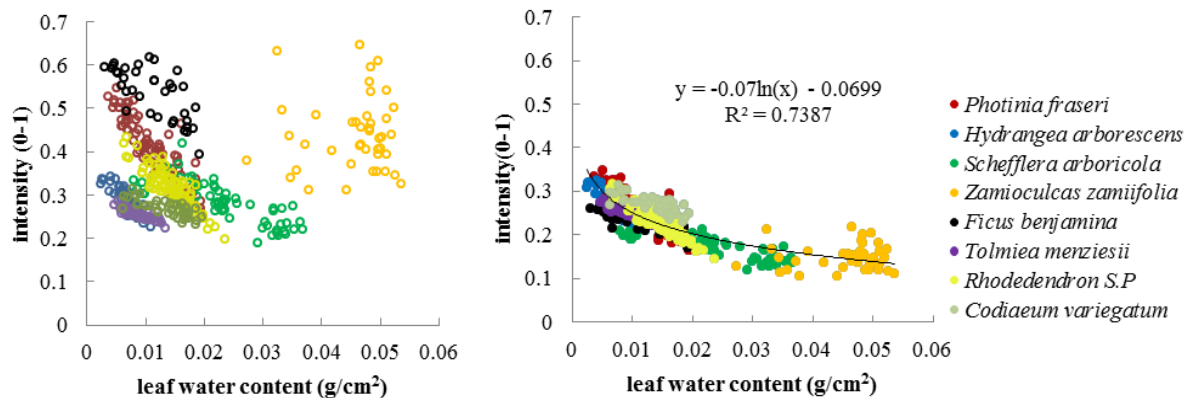 0.7
0.6
0.5
0.4
0.3
0.2
0.1
0
intensity (0-1)
0 0.01 0.02 0.03 0.04 0.05 0.06
leaf water content (g/cm²)
0.7
0.6
0.5
0.4
0.3
0.2
0.1
0
intensity(0-1)
0 0.01 0.02 0.03 0.04 0.05 0.06
leaf water content (g/cm²)
y = -0.07ln(x) - 0.0699
R² = 0.7387
Photinia fraseri
Hydrangea arborescens
Schefflera arboricola
Zamioculcas zamiifolia
Ficus benjamina
Tolmiea menziesii
Rhodedendron S.P
Codiaeum variegatum